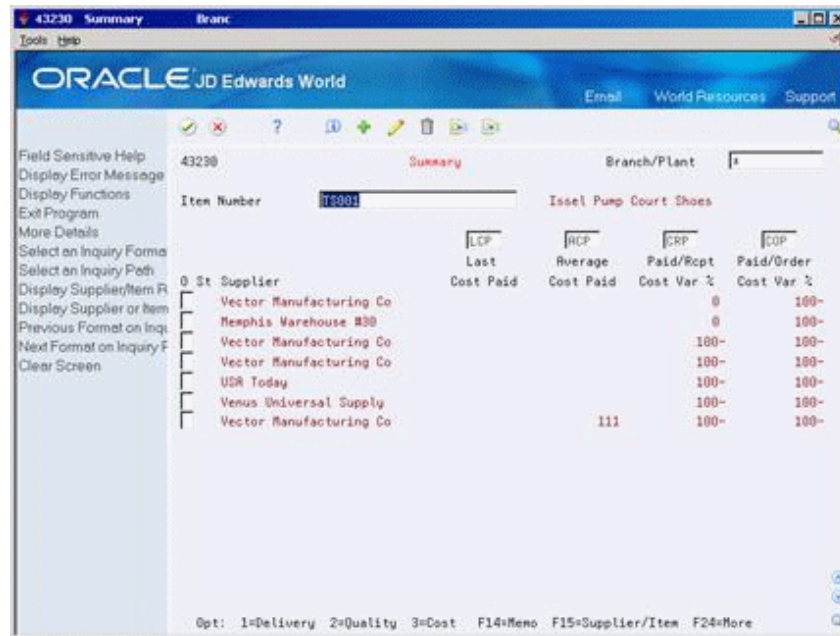 43230 Summary Branc
Tools Help
ORACLE JD Edwards World
Email World Resources Support
Field Sensitive Help
Display Error Message
Display Functions
Exit Program
More Details
Select an Inquiry Forma
Select an Inquiry Path
Display Supplier/Item R
Display Supplier or Item
Previous Format on Inqu
Next Format on Inquiry F
Clear Screen
43230 Summary Branch/Plant *
Item Number TS001 Issel Pump Court Shoes
LCP ACP CRP COP
Last Average Paid/Rcpt Paid/Order
O St Supplier Cost Paid Cost Paid Cost Var % Cost Var %
Vector Manufacturing Co 0 100-
Memphis Warehouse #30 0 100-
Vector Manufacturing Co 100- 100-
Vector Manufacturing Co 100- 100-
USA Today 100- 100-
Venus Universal Supply 100- 100-
Vector Manufacturing Co 111 100- 100-
Opt: 1=Delivery 2=Quality 3=Cost F14=Memo F15=Supplier/Item F24=More